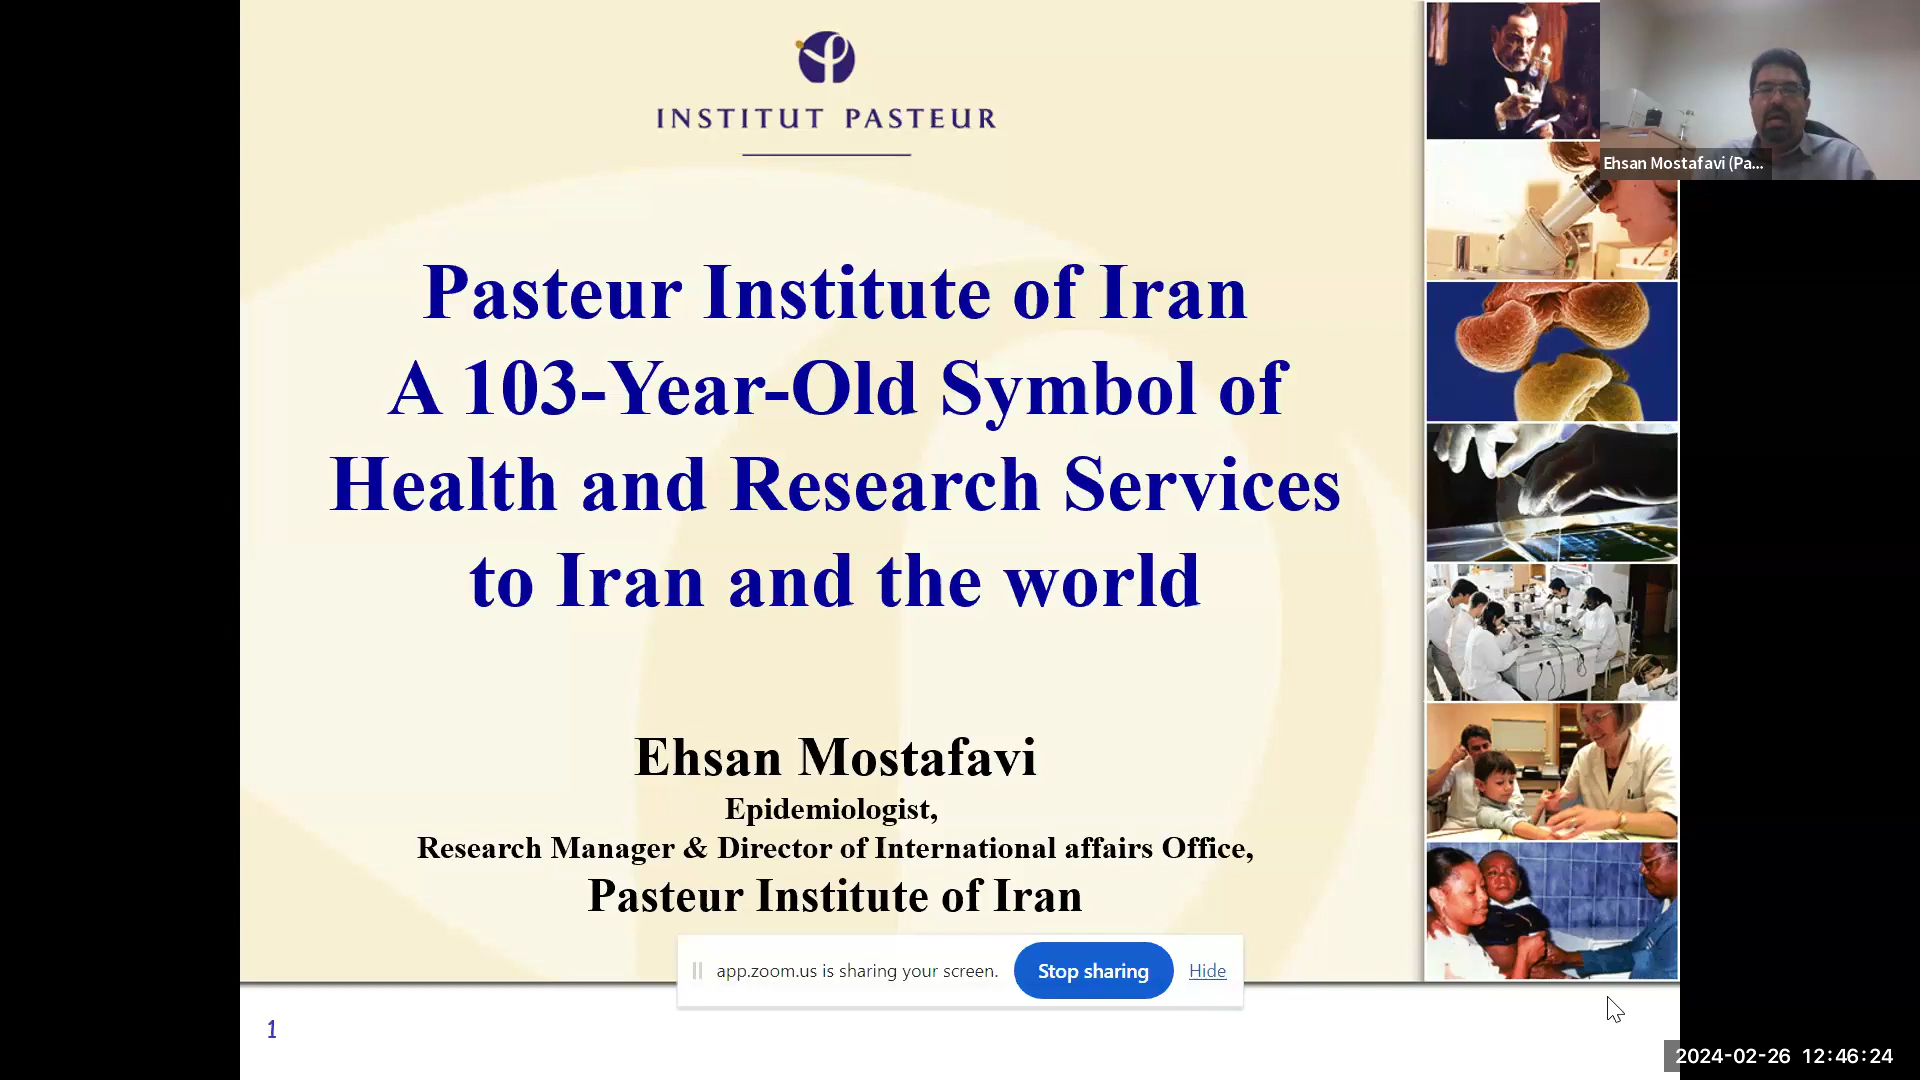 INSTITUT PASTEUR
Ehsan Mostafavi (Pa...
Pasteur Institute of Iran
A 103-Year-Old Symbol of
Health and Research Services
to Iran and the world
Ehsan Mostafavi
Epidemiologist,
Research Manager & Director of International affairs Office,
Pasteur Institute of Iran
app.zoom.us is sharing your screen.
Stop sharing
Hide
1
2024-02-26 12:46:24